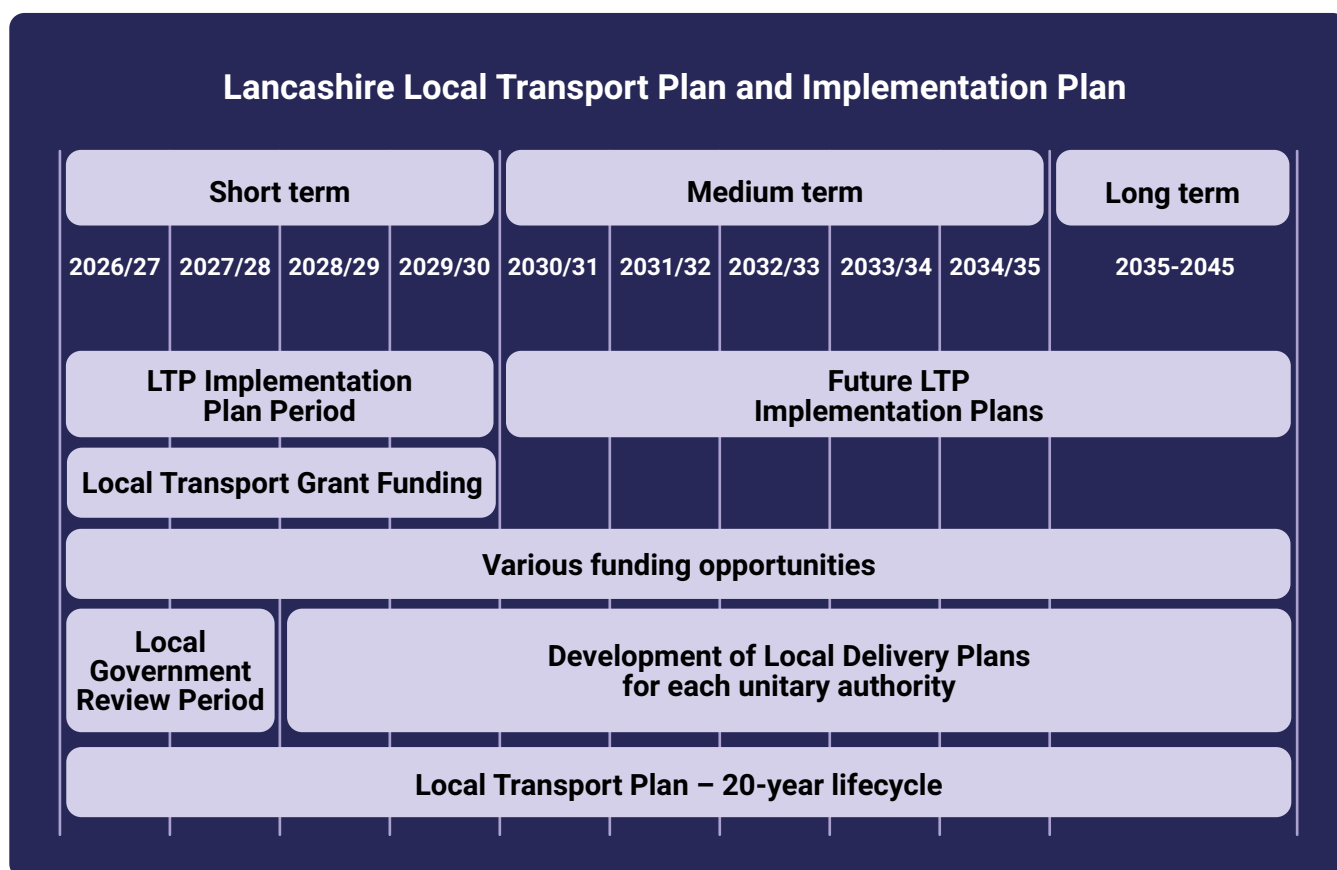 Lancashire Local Transport Plan and Implementation Plan
Short term
Medium term
Long term
2026/27
2027/28
2028/29
2029/30
2030/31
2031/32
2032/33
2033/34
2034/35
2035-2045
LTP Implementation
Plan Period
Future LTP
Implementation Plans
Local Transport Grant Funding
Various funding opportunities
Local
Government
Review Period
Development of Local Delivery Plans
for each unitary authority
Local Transport Plan – 20-year lifecycle